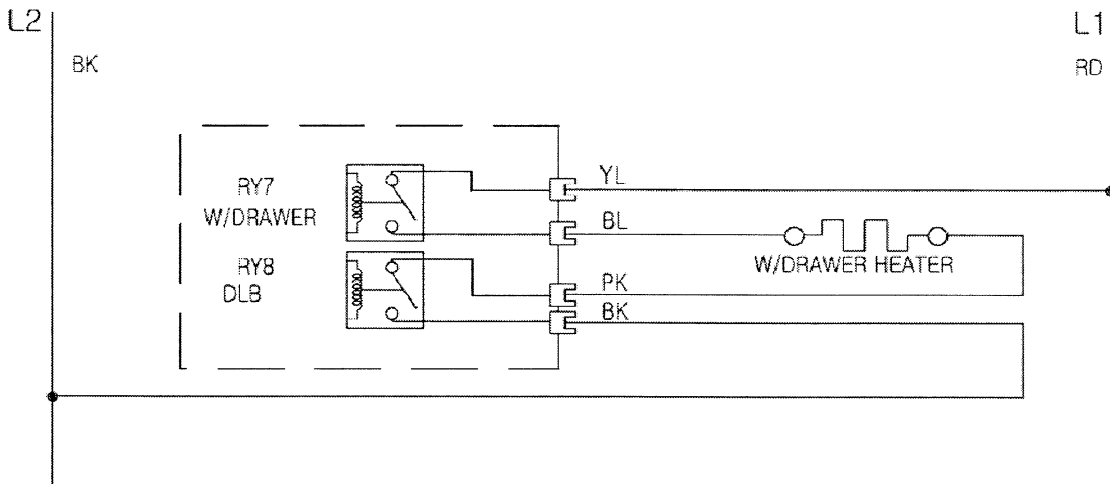 L2
L1
BK
RD
RY7
W/DRAWER
YL
BL
W/DRAWER HEATER
RY8
DLB
PK
BK